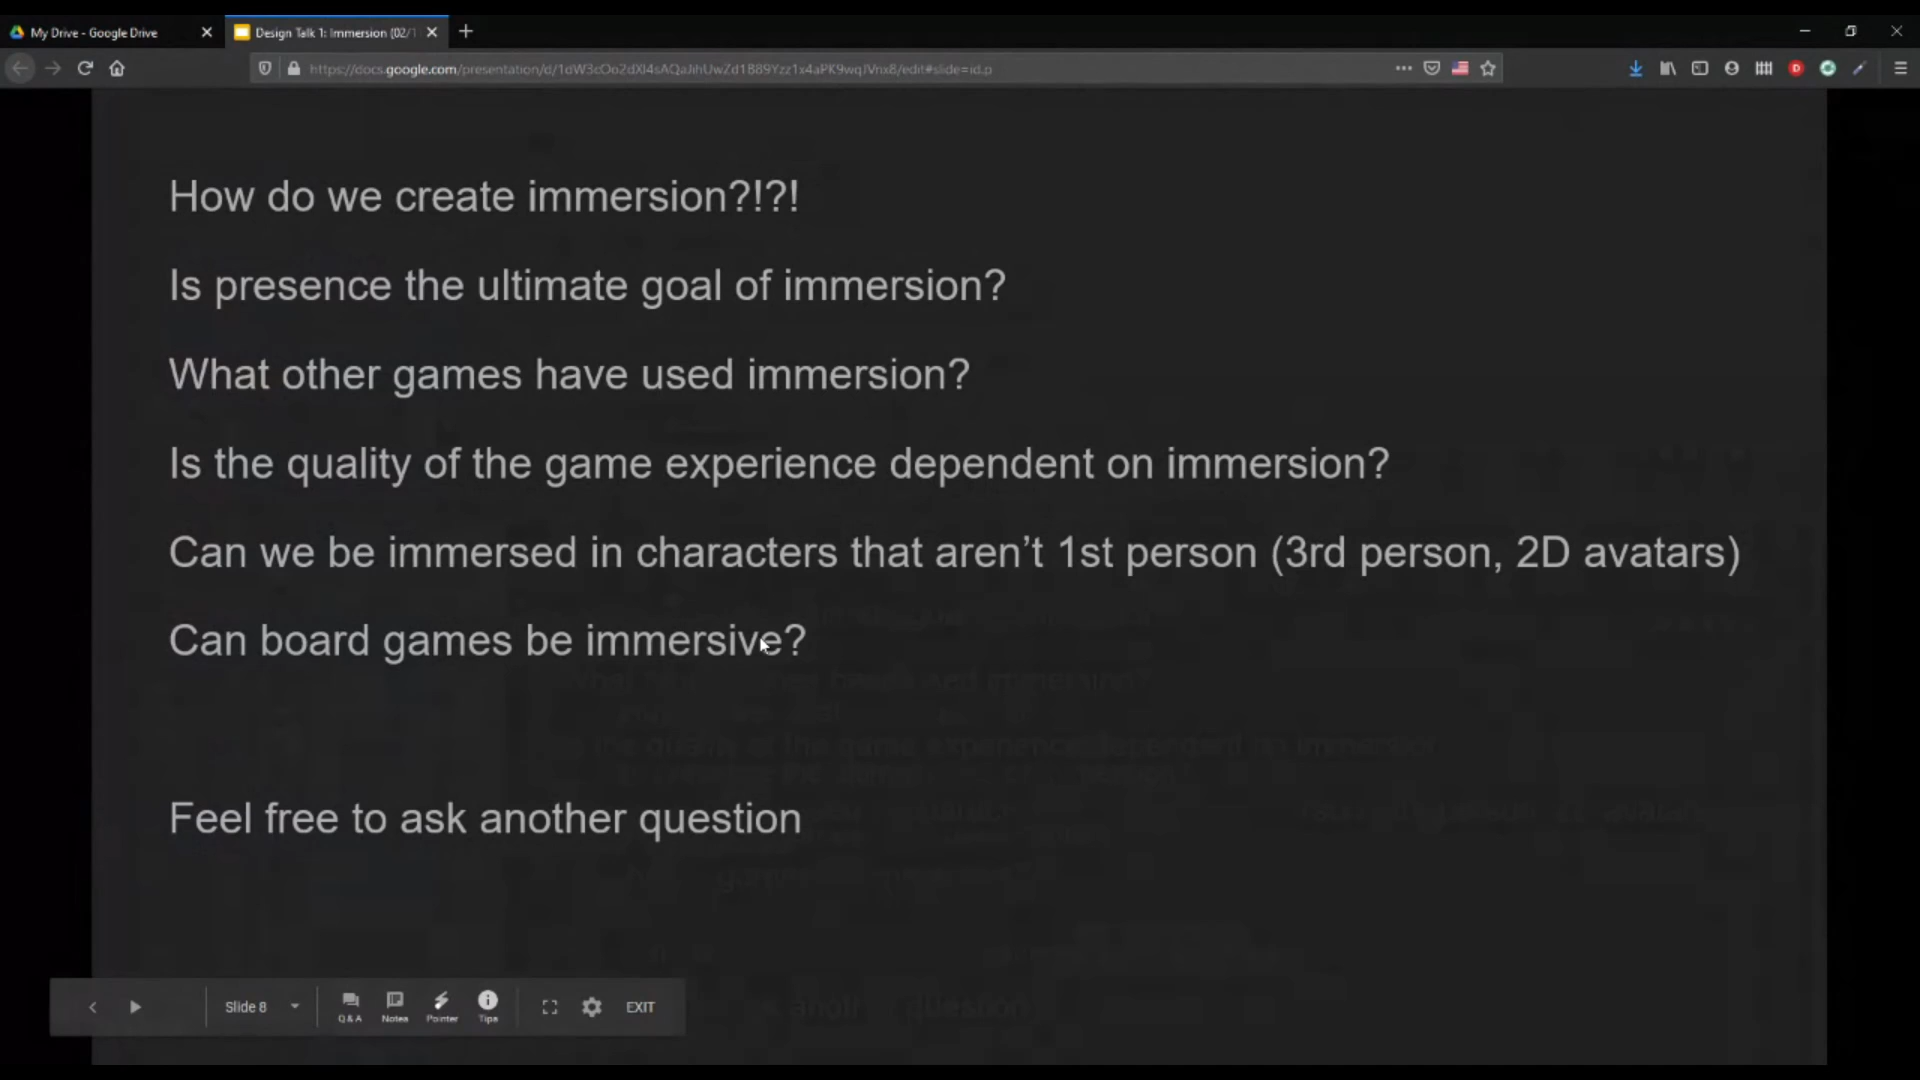 My Drive - Google Drive
Design Talk 1: Immersion (02/1
How do we create immersion?!?!
Is presence the ultimate goal of immersion?
What other games have used immersion?
Is the quality of the game experience dependent on immersion?
Can we be immersed in characters that aren’t 1st person (3rd person, 2D avatars)
Can board games be immersive?
Feel free to ask another question
Slide 8
Q&A
Notes
Pointer
Tips
EXIT